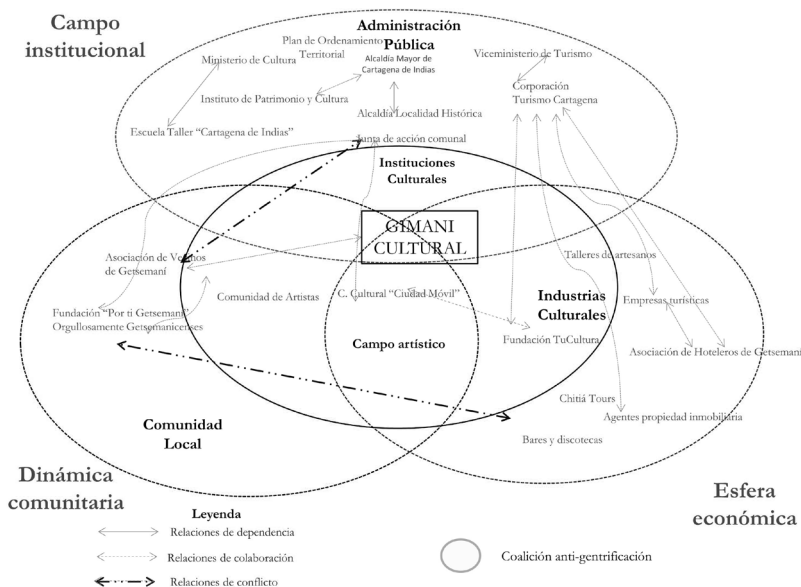 Campo
institucional
Administración
Pública
Plan de Ordenamiento
Territorial
Alcaldía Mayor de
Cartagena de Indias
Ministerio de Cultura
Viceministerio de Turismo
Instituto de Patrimonio y Cultura
Corporación
Turismo Cartagena
Alcaldía Localidad Histórica
Escuela Taller “Cartagena de Indias”
Junta de acción comunal
Instituciones
Culturales
GIMANI
CULTURAL
Asociación de Vecinos
de Getsemaní
Talleres de artesanos
Comunidad de Artistas
C. Cultural “Ciudad Móvil”
Industrias
Culturales
Empresas turísticas
Fundación “Por ti Getsemaní”
Orgullosamente Getsemanicenses
Campo artístico
Fundación TuCultura
Asociación de Hoteleros de Getsemaní
Chitiá Tours
Agentes propiedad inmobiliária
Comunidad
Local
Bares y discotecas
Dinámica
comunitaria
Esfera
económica
Leyenda
Relaciones de dependencia
Relaciones de colaboración
Relaciones de conflicto
Coalición anti-gentrificación